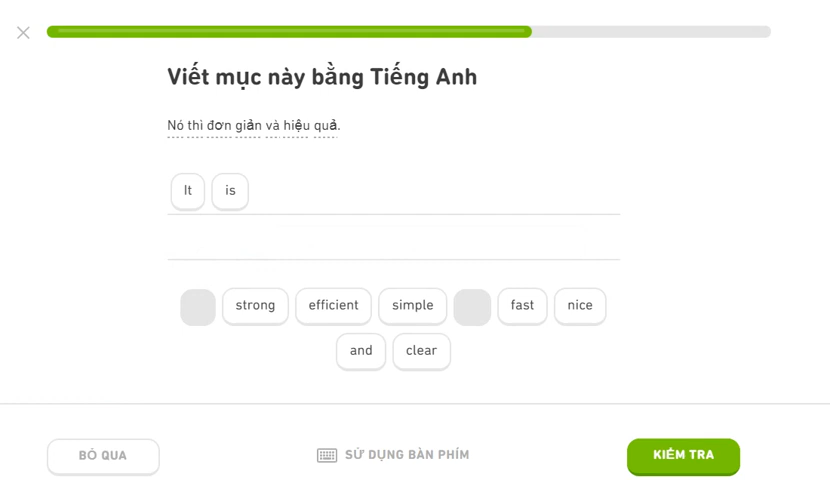 Viết mục này bằng Tiếng Anh
Nó thì đơn giản và hiệu quả.
It is
strong efficient simple fast nice
and clear
BỎ QUA SỬ DỤNG BÀN PHÍM KIỂM TRA